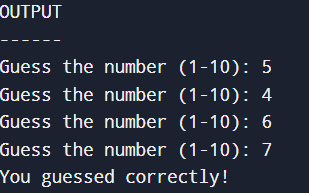 OUTPUT
------
Guess the number (1-10): 5
Guess the number (1-10): 4
Guess the number (1-10): 6
Guess the number (1-10): 7
You guessed correctly!